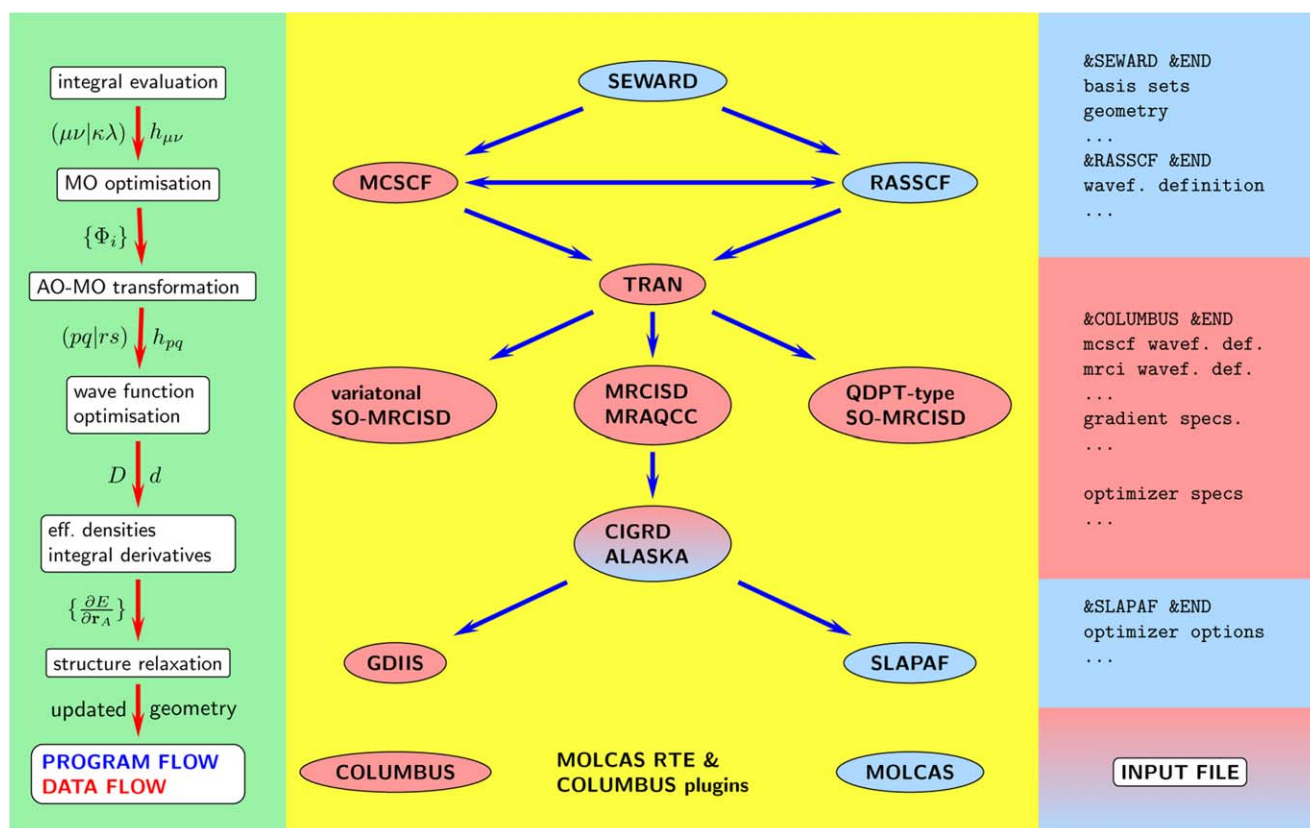 integral evaluation
(μν|κλ) h_{μν}
MO optimisation
{Φ_i}
AO-MO transformation
(pq|rs) h_{pq}
wave function
optimisation
D d
eff. densities
integral derivatives
{∂E/∂r_A}
structure relaxation
updated geometry
PROGRAM FLOW
DATA FLOW
SEWARD
MCSCF
RASSCF
TRAN
variatonal
SO-MRCISD
MRCISD
MRAQCC
QDPT-type
SO-MRCISD
CIGRD
ALASKA
GDIIS
SLAPAF
COLUMBUS
MOLCAS RTE &
COLUMBUS plugins
MOLCAS
&SEWARD &END
basis sets
geometry
...
&RASSCF &END
wavef. definition
...
&COLUMBUS &END
mcscf wavef. def.
mrci wavef. def.
...
gradient specs.
...
optimizer specs
...
&SLAPAF &END
optimizer options
...
INPUT FILE